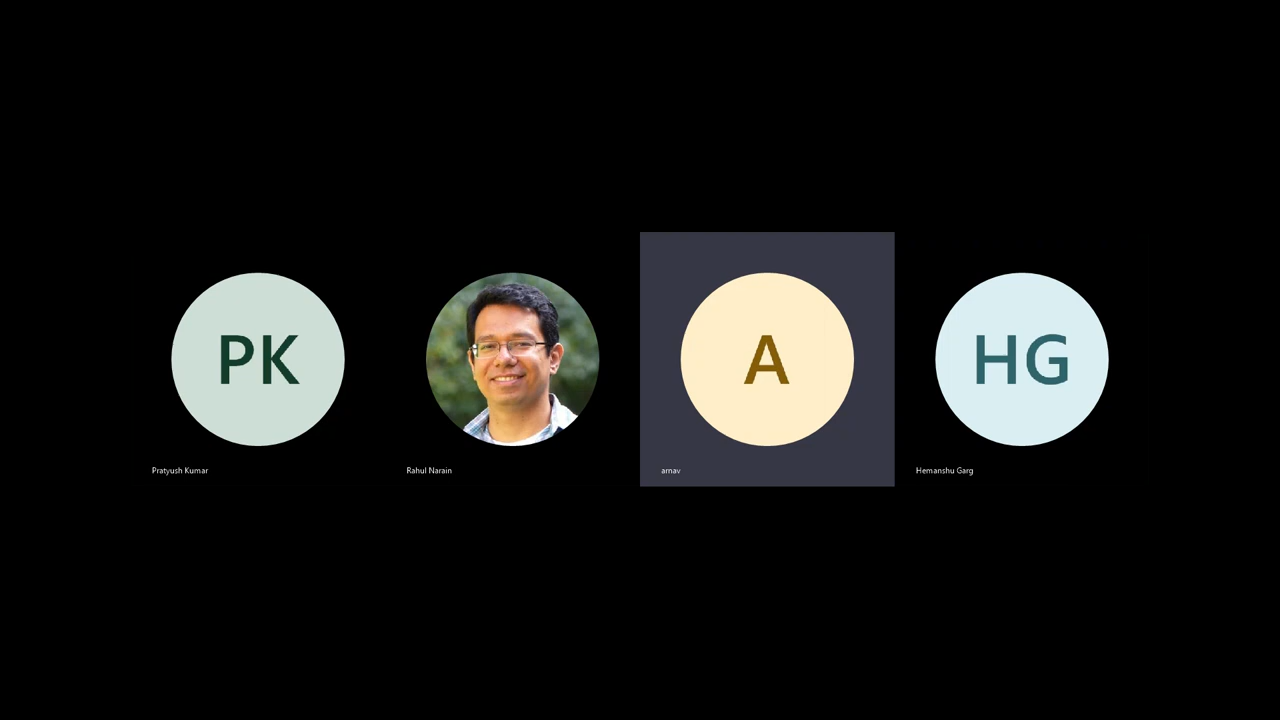 PK
A
HG
Pratyush Kumar
Rahul Narain
arnav
Hemanshu Garg